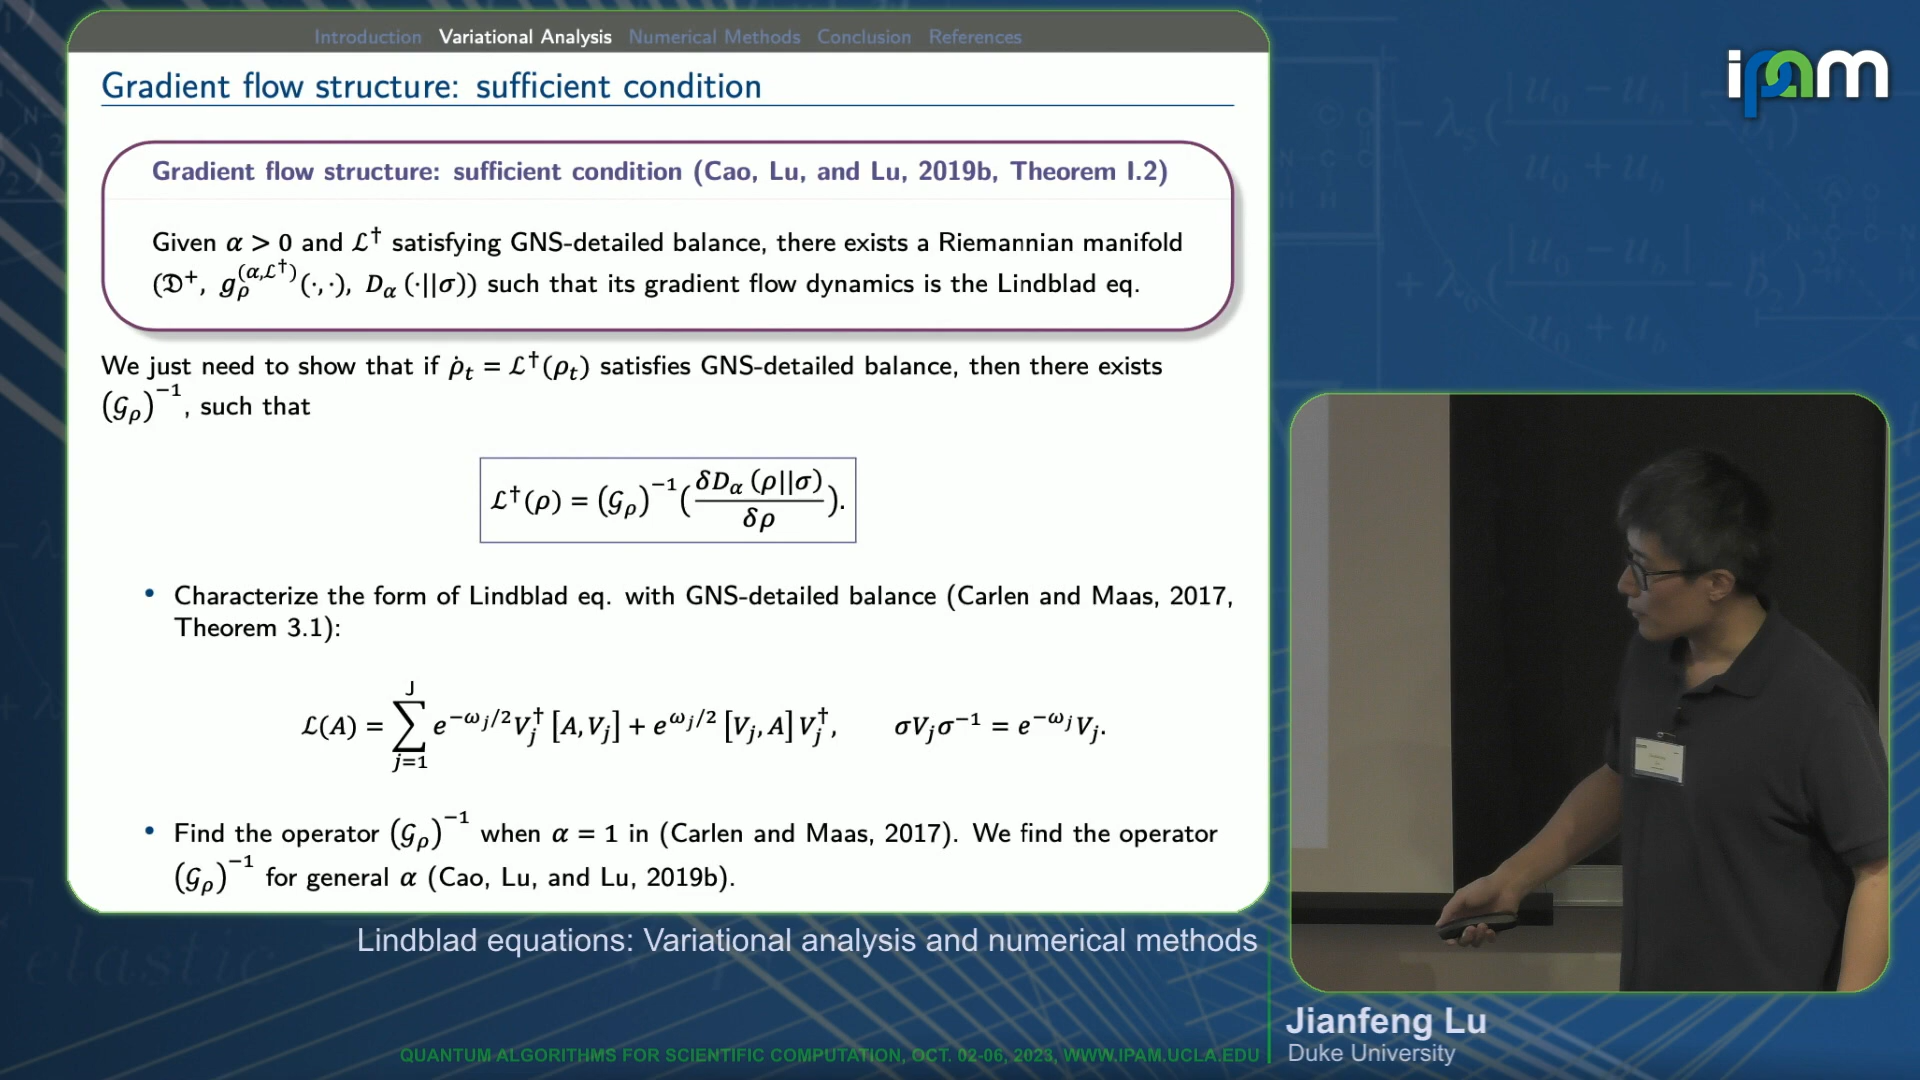 Introduction Variational Analysis Numerical Methods Conclusion References
Gradient flow structure: sufficient condition
Gradient flow structure: sufficient condition (Cao, Lu, and Lu, 2019b, Theorem I.2)
Given α > 0 and 𝓛† satisfying GNS-detailed balance, there exists a Riemannian manifold
(𝔇⁺, g_ρ^(α,𝓛†)(·,·), D_α (·||σ)) such that its gradient flow dynamics is the Lindblad eq.
We just need to show that if ρ̇_t = 𝓛†(ρ_t) satisfies GNS-detailed balance, then there exists
(𝒢_ρ)^−1, such that
𝓛†(ρ) = (𝒢_ρ)^−1(δD_α (ρ||σ)/δρ).
• Characterize the form of Lindblad eq. with GNS-detailed balance (Carlen and Maas, 2017,
Theorem 3.1):
𝓛(A) = ∑_{j=1}^{J} e^{−ω_j/2} V_j† [A, V_j] + e^{ω_j/2} [V_j, A] V_j†, σV_jσ^−1 = e^{−ω_j} V_j.
• Find the operator (𝒢_ρ)^−1 when α = 1 in (Carlen and Maas, 2017). We find the operator
(𝒢_ρ)^−1 for general α (Cao, Lu, and Lu, 2019b).
ipam
Lindblad equations: Variational analysis and numerical methods
Jianfeng Lu
Duke University
QUANTUM ALGORITHMS FOR SCIENTIFIC COMPUTATION, OCT. 02-06, 2023, WWW.IPAM.UCLA.EDU
elastic